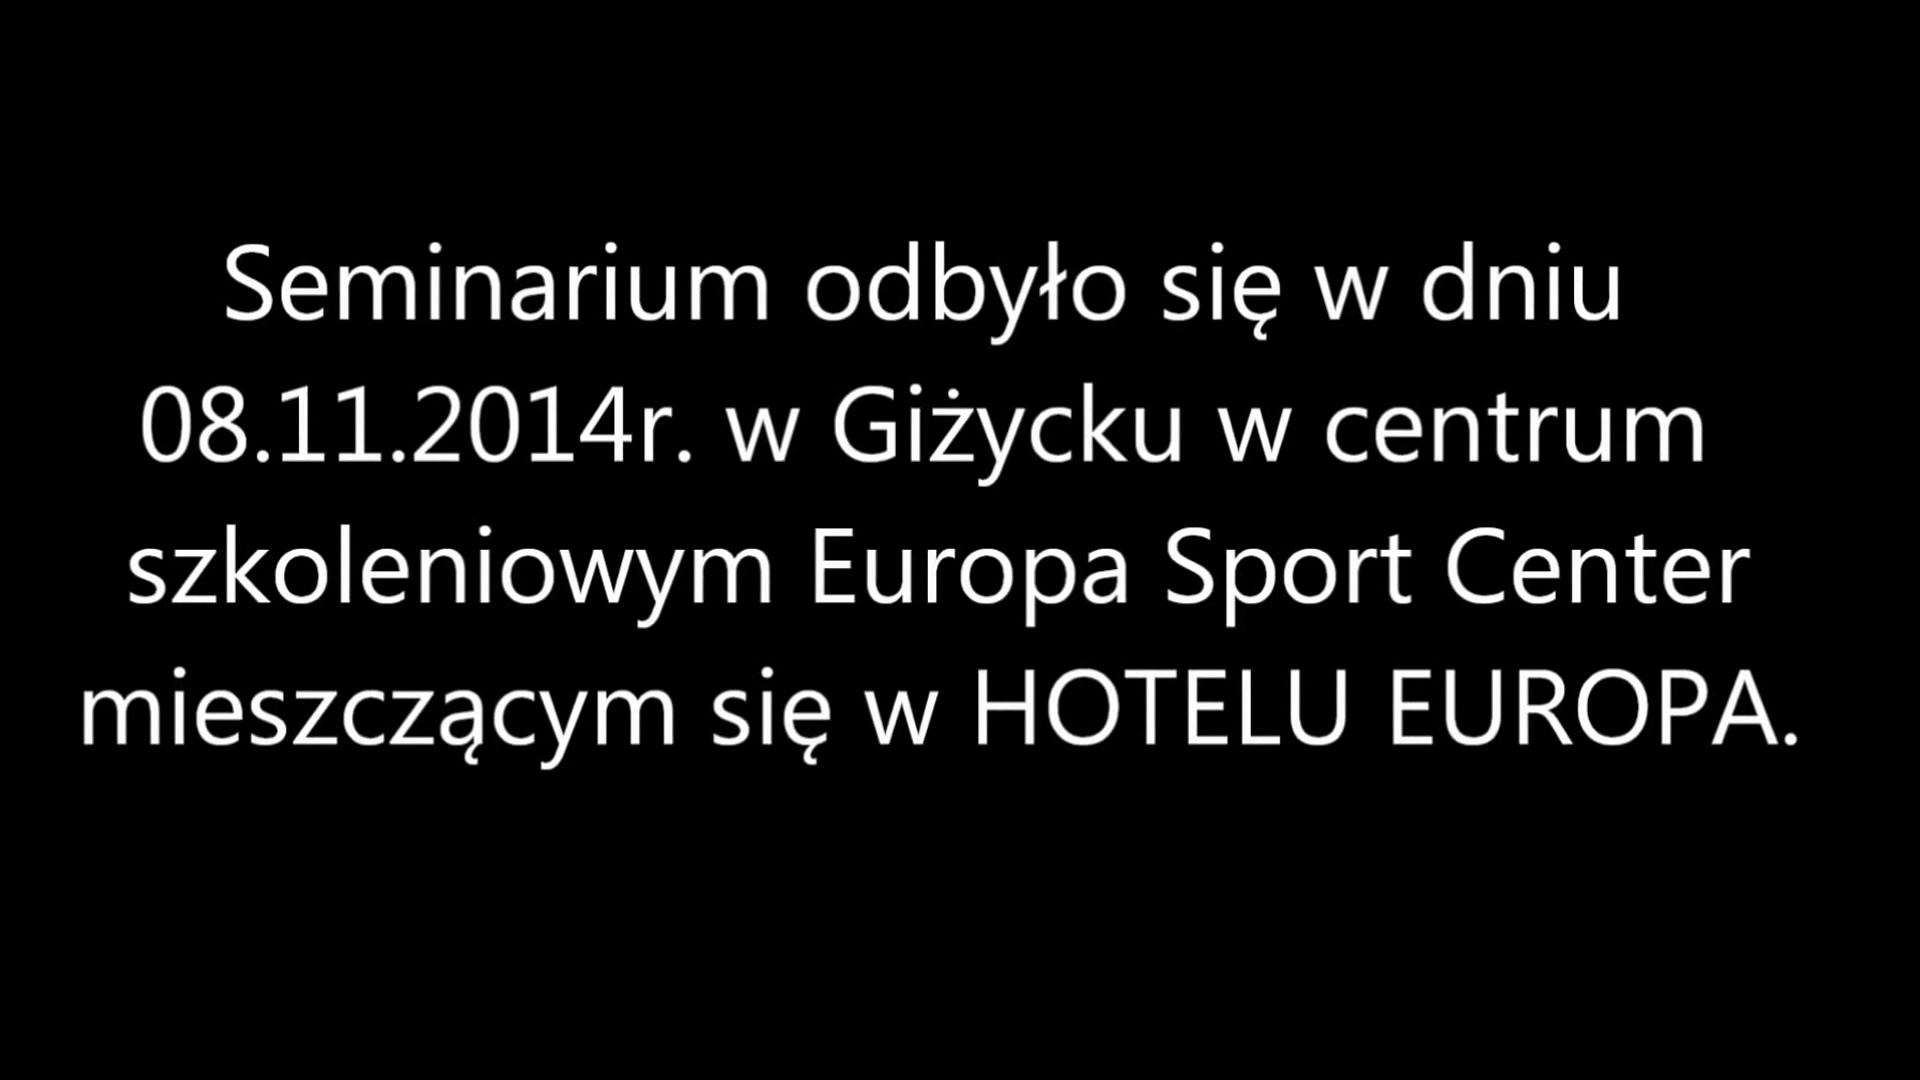 Seminarium odbyło się w dniu
08.11.2014r. w Giżycku w centrum
szkoleniowym Europa Sport Center
mieszczącym się w HOTELU EUROPA.